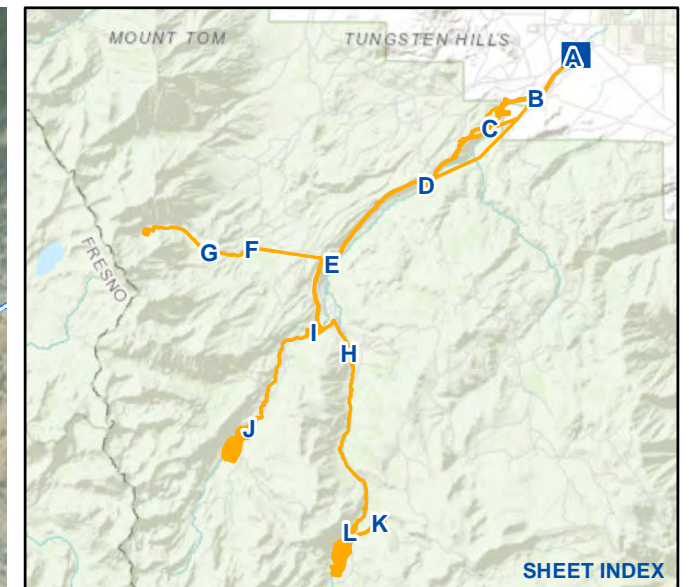 MOUNT TOM
TUNGSTEN HILLS
A
B
C
D
E
F
G
FRESNO
I
H
J
K
L
SHEET INDEX